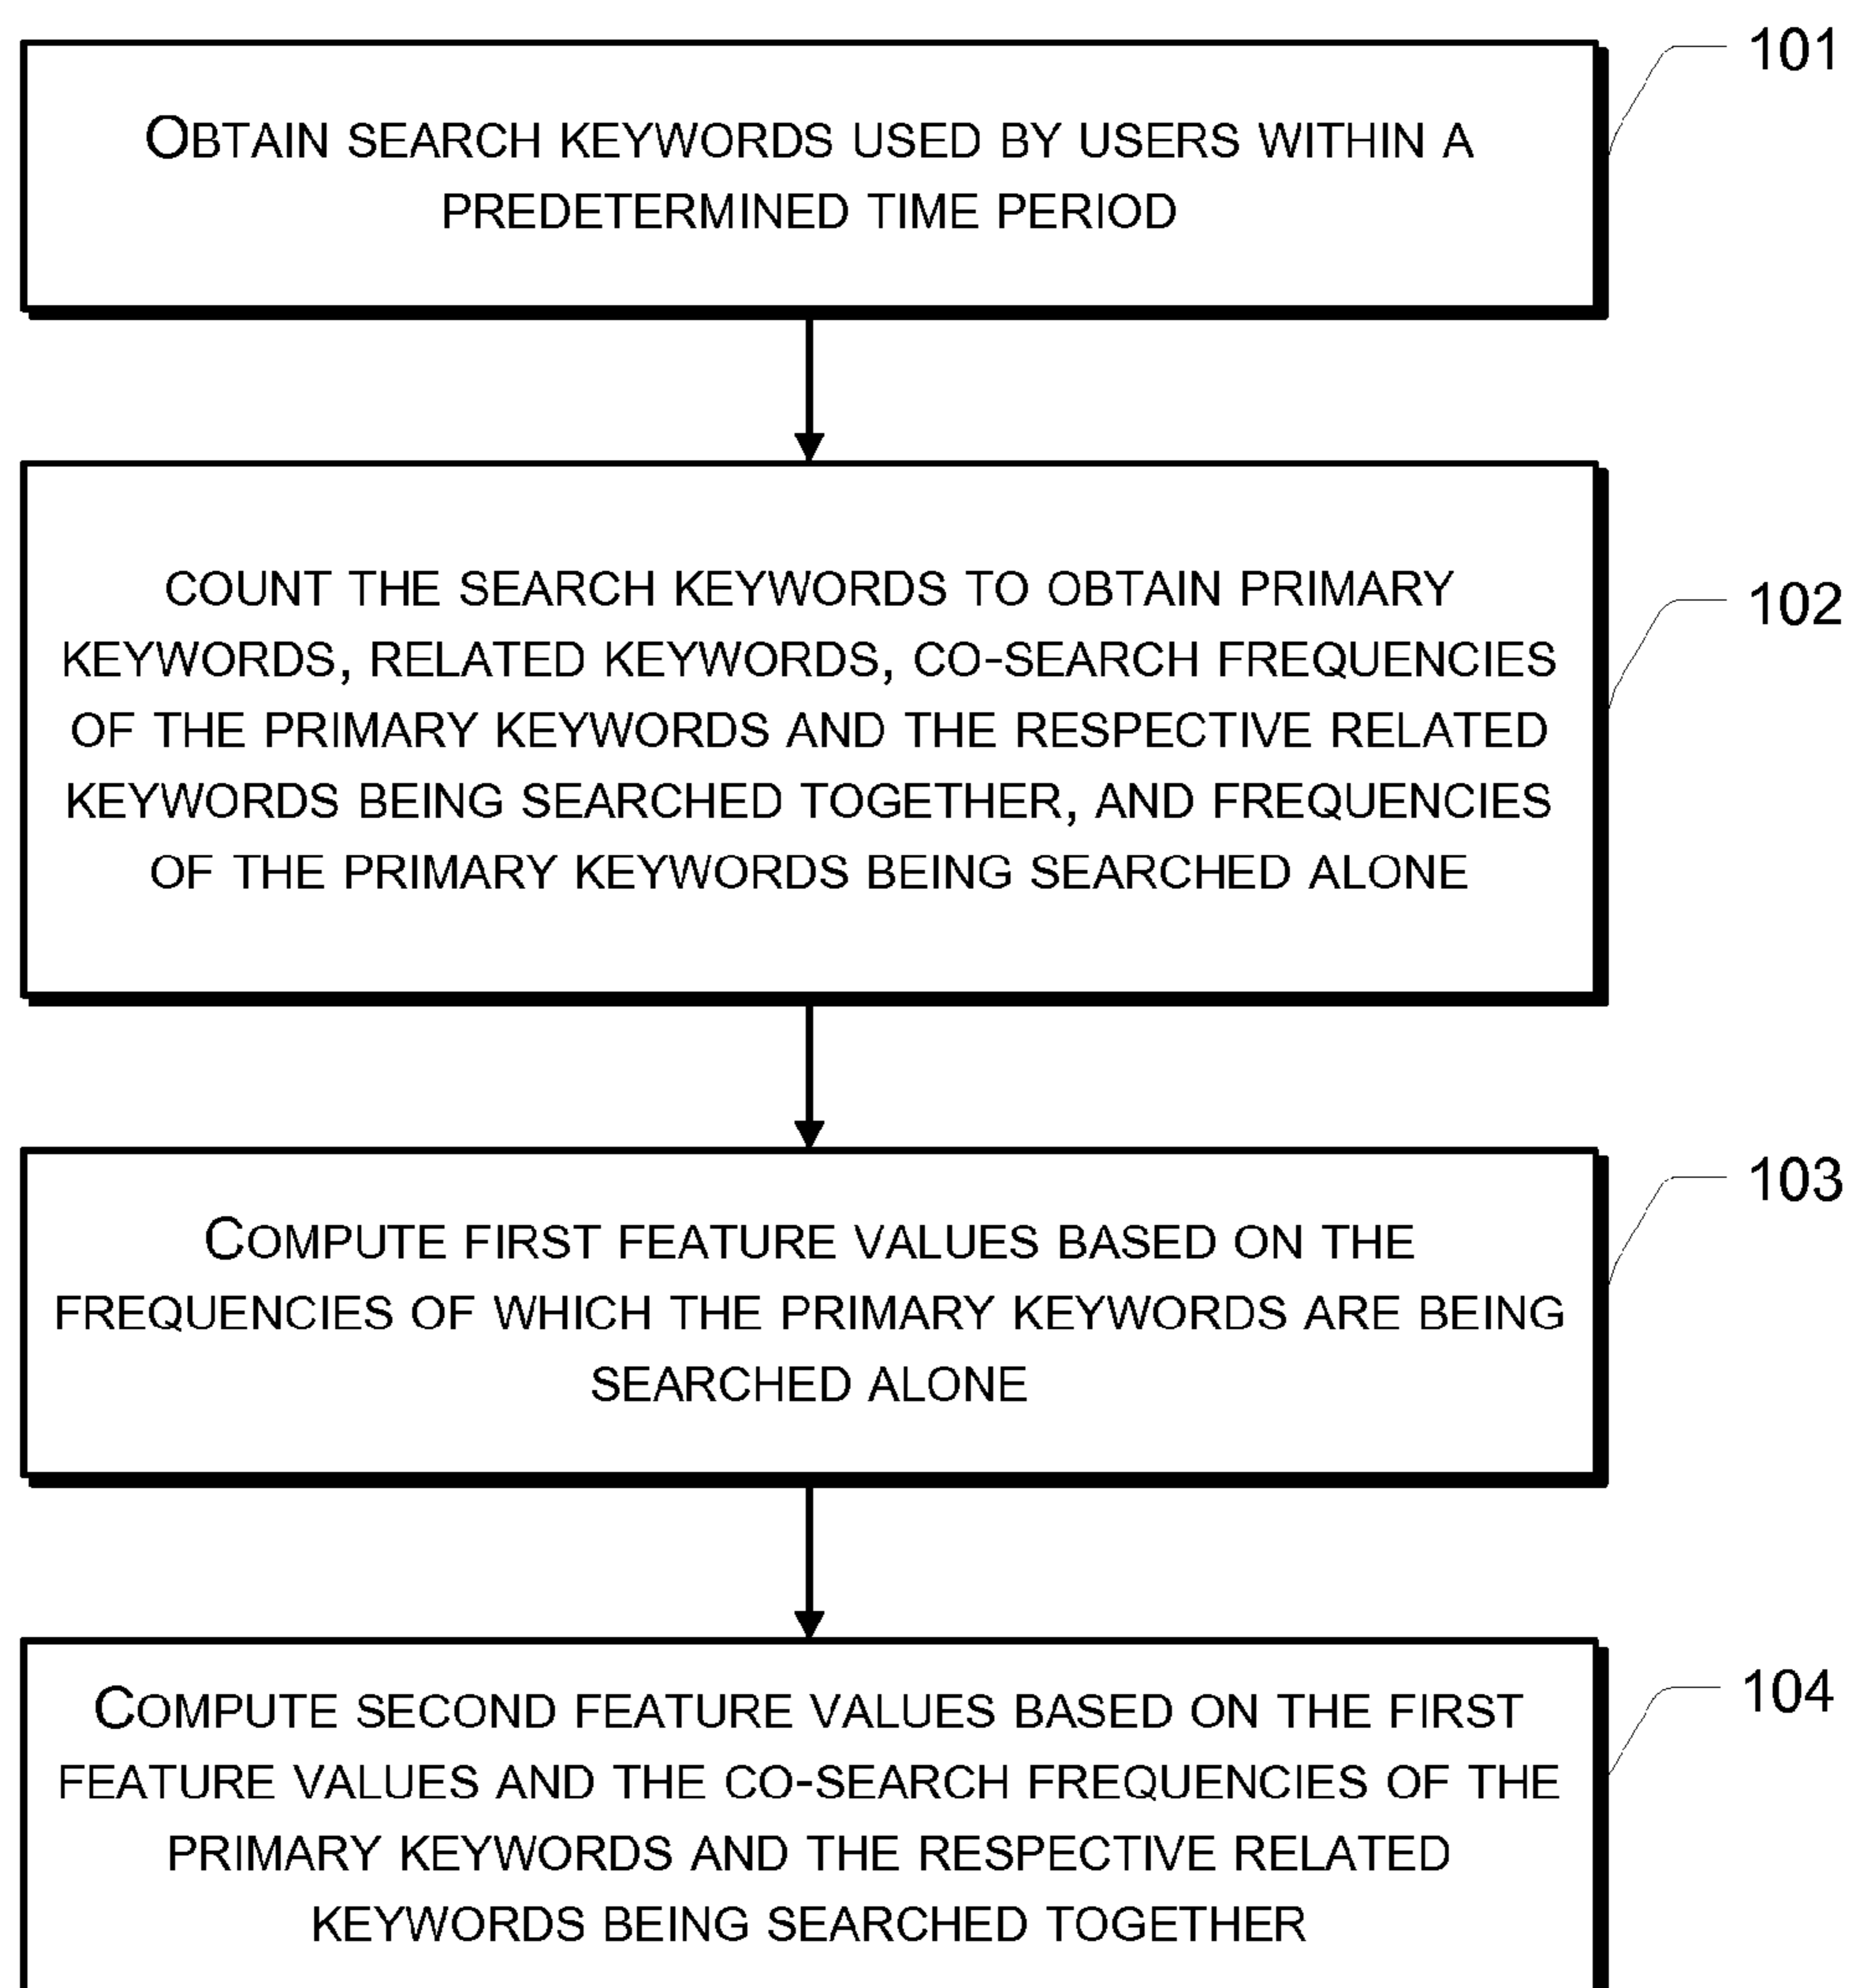 OBTAIN SEARCH KEYWORDS USED BY USERS WITHIN A
PREDETERMINED TIME PERIOD
101
COUNT THE SEARCH KEYWORDS TO OBTAIN PRIMARY
KEYWORDS, RELATED KEYWORDS, CO-SEARCH FREQUENCIES
OF THE PRIMARY KEYWORDS AND THE RESPECTIVE RELATED
KEYWORDS BEING SEARCHED TOGETHER, AND FREQUENCIES
OF THE PRIMARY KEYWORDS BEING SEARCHED ALONE
102
COMPUTE FIRST FEATURE VALUES BASED ON THE
FREQUENCIES OF WHICH THE PRIMARY KEYWORDS ARE BEING
SEARCHED ALONE
103
COMPUTE SECOND FEATURE VALUES BASED ON THE FIRST
FEATURE VALUES AND THE CO-SEARCH FREQUENCIES OF THE
PRIMARY KEYWORDS AND THE RESPECTIVE RELATED
KEYWORDS BEING SEARCHED TOGETHER
104